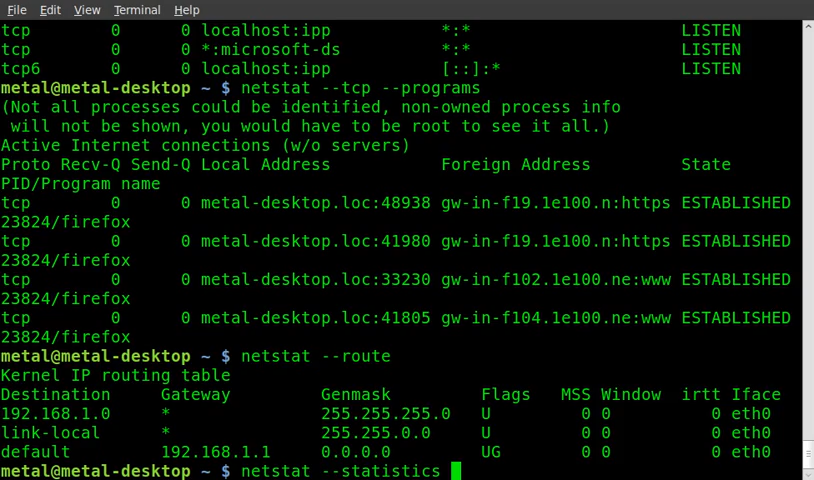 File Edit View Terminal Help
tcp        0      0 localhost:ipp           *:*                     LISTEN
tcp        0      0 *:microsoft-ds          *:*                     LISTEN
tcp6       0      0 localhost:ipp           [::]:*                  LISTEN
metal@metal-desktop ~ $ netstat --tcp --programs
(Not all processes could be identified, non-owned process info
 will not be shown, you would have to be root to see it all.)
Active Internet connections (w/o servers)
Proto Recv-Q Send-Q Local Address           Foreign Address         State
PID/Program name
tcp        0      0 metal-desktop.loc:48938 gw-in-f19.1e100.n:https ESTABLISHED
23824/firefox
tcp        0      0 metal-desktop.loc:41980 gw-in-f19.1e100.n:https ESTABLISHED
23824/firefox
tcp        0      0 metal-desktop.loc:33230 gw-in-f102.1e100.ne:www ESTABLISHED
23824/firefox
tcp        0      0 metal-desktop.loc:41805 gw-in-f104.1e100.ne:www ESTABLISHED
23824/firefox
metal@metal-desktop ~ $ netstat --route
Kernel IP routing table
Destination     Gateway         Genmask         Flags   MSS Window  irtt Iface
192.168.1.0     *               255.255.255.0   U         0 0          0 eth0
link-local      *               255.255.0.0     U         0 0          0 eth0
default         192.168.1.1     0.0.0.0         UG        0 0          0 eth0
metal@metal-desktop ~ $ netstat --statistics